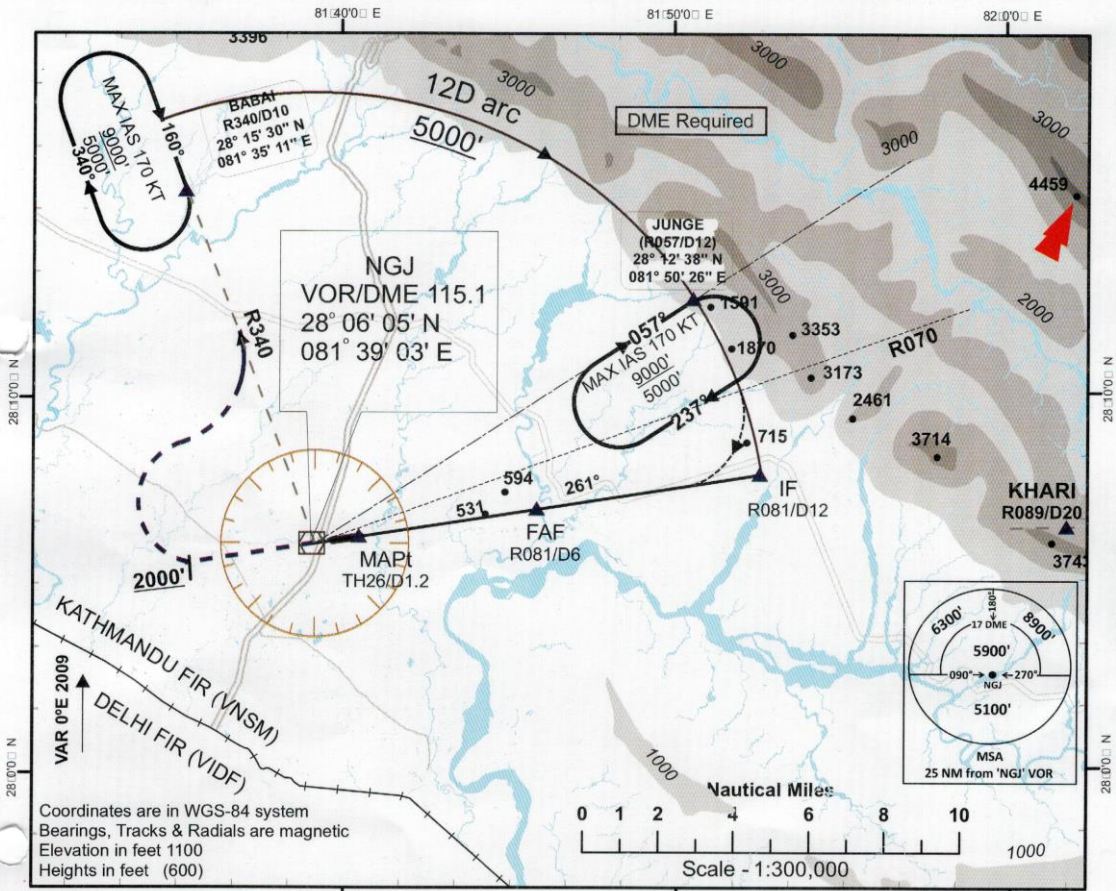 81°40'0" E
81°50'0" E
82°0'0" E
3396
3000
3000
3000
3000
3000
2000
1000
1000
12D arc
5000'
DME Required
4459
MAX IAS 170 KT
9000'
5000'
160°
340°
BABAI
R340/D10
28° 15' 30" N
081° 35' 11" E
JUNGE
(R057/D12)
28° 12' 38" N
081° 50' 26" E
NGJ
VOR/DME 115.1
28° 06' 05' N
081° 39' 03' E
R340
1591
057°
MAX IAS 170 KT
9000'
5000'
237°
1870
3353
R070
3173
2461
3714
715
28°10'0" N
28°10'0" N
594
531
261°
IF
R081/D12
FAF
R081/D6
KHARI
R089/D20
3743
MAPt
TH26/D1.2
2000'
KATHMANDU FIR (VNSM)
DELHI FIR (VIDF)
VAR 0°E 2009
6300'
180°
8900'
17 DME
5900'
090°
270°
NGJ
5100'
MSA
25 NM from 'NGJ' VOR
28°0'0" N
28°0'0" N
Coordinates are in WGS-84 system
Bearings, Tracks & Radials are magnetic
Elevation in feet 1100
Heights in feet (600)
Nautical Miles
0 1 2 4 6 8 10
Scale - 1:300,000